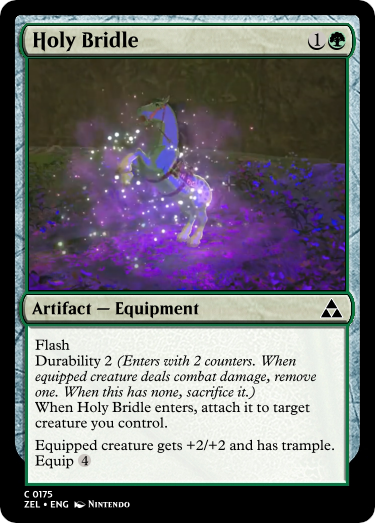 Holy Bridle 1
Artifact — Equipment
Flash
Durability 2 (Enters with 2 counters. When
equipped creature deals combat damage, remove
one. When this has none, sacrifice it.)
When Holy Bridle enters, attach it to target
creature you control.
Equipped creature gets +2/+2 and has trample.
Equip 4
C 0175
ZEL • ENG Nintendo